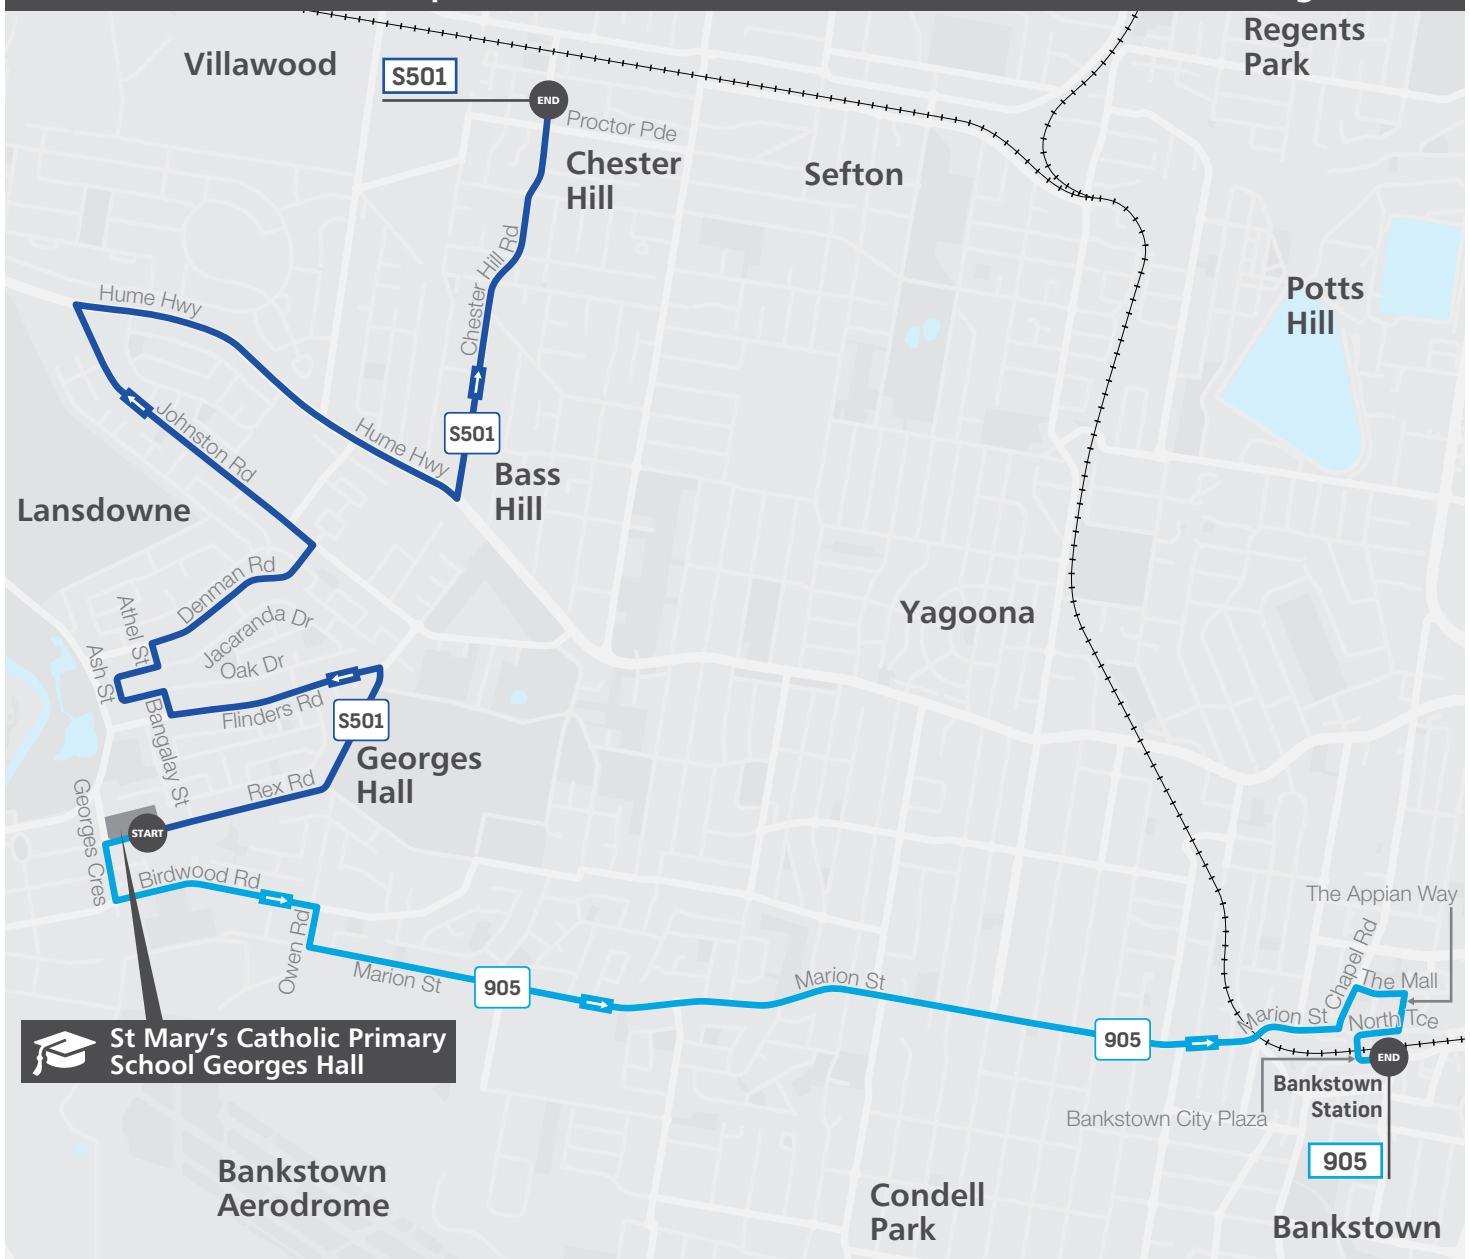 Regents
Park
Villawood
S501
END
Proctor Pde
Chester
Hill
Sefton
Chester Hill Rd
Potts
Hill
Hume Hwy
Johnston Rd
Hume Hwy
S501
Bass
Hill
Lansdowne
Denman Rd
Athel St
Jacaranda Dr
Oak Dr
Ash St
Yagoona
Flinders Rd
Bangalay St
S501
Georges
Hall
Rex Rd
Georges Cres
START
Birdwood Rd
Owen Rd
Marion St
905
Marion St
905
Marion St
Chapel Rd
The Appian Way
The Mall
North Tce
END
Bankstown
Station
Bankstown City Plaza
905
St Mary's Catholic Primary
School Georges Hall
Bankstown
Aerodrome
Condell
Park
Bankstown